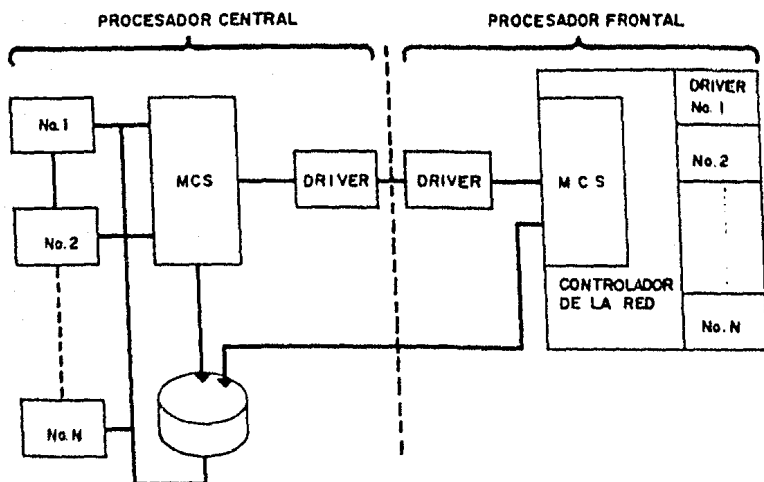 PROCESADOR CENTRAL
PROCESADOR FRONTAL
No. 1
No. 2
No. N
MCS
DRIVER
DRIVER
MCS
CONTROLADOR
DE LA RED
DRIVER
No. 1
No. 2
No. N